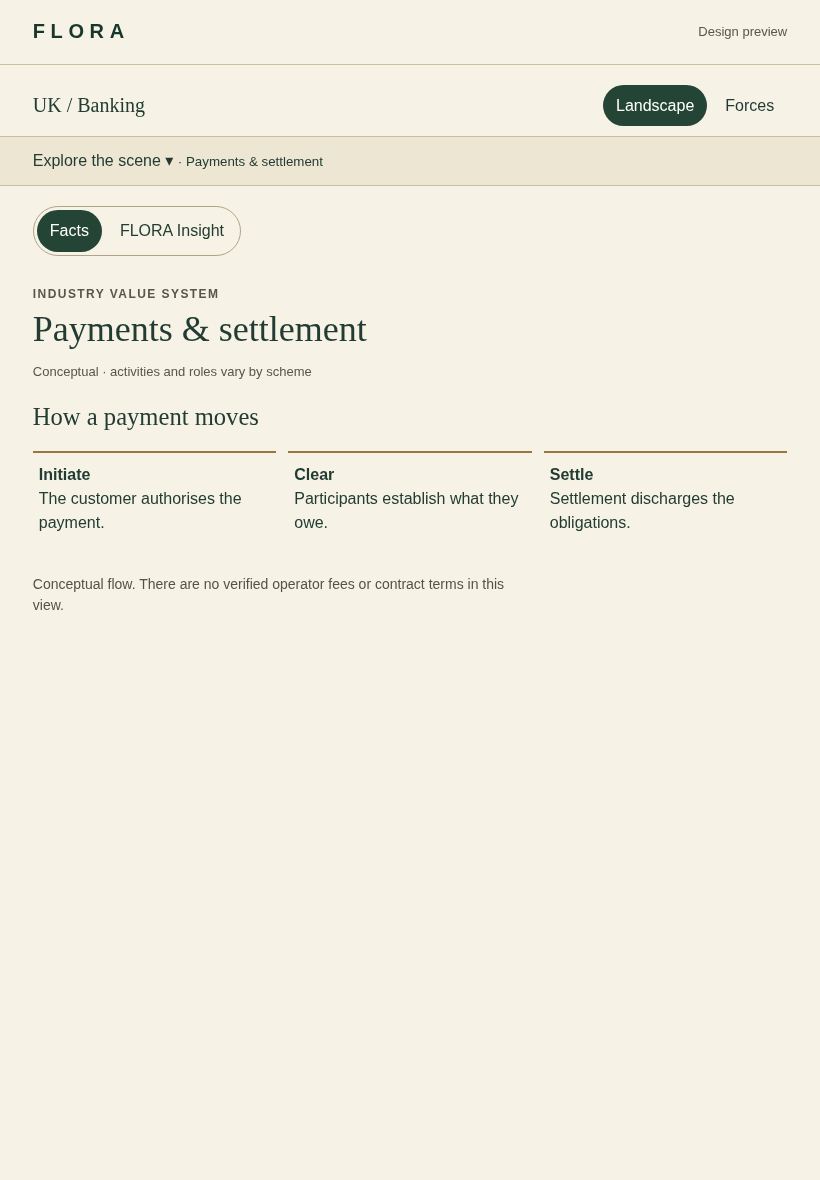 FLORA
Design preview
UK / Banking
Landscape
Forces
Explore the scene ▾ · Payments & settlement
Facts
FLORA Insight
INDUSTRY VALUE SYSTEM
Payments & settlement
Conceptual · activities and roles vary by scheme
How a payment moves
Initiate
The customer authorises the
payment.
Clear
Participants establish what they
owe.
Settle
Settlement discharges the
obligations.
Conceptual flow. There are no verified operator fees or contract terms in this
view.